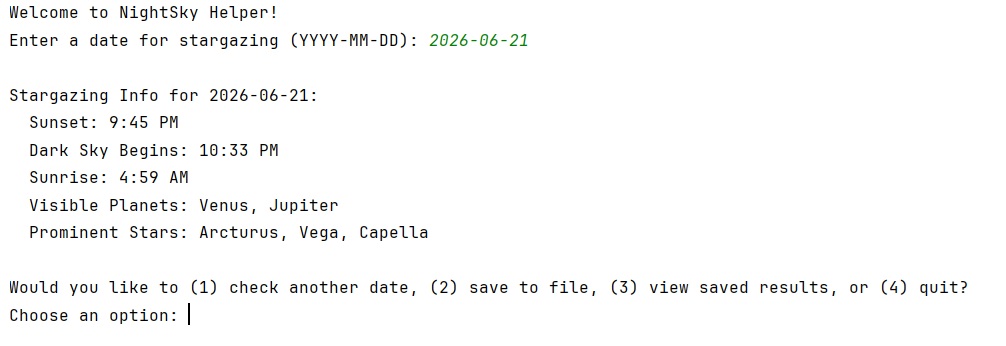 Welcome to NightSky Helper!
Enter a date for stargazing (YYYY-MM-DD): 2026-06-21
Stargazing Info for 2026-06-21:
Sunset: 9:45 PM
Dark Sky Begins: 10:33 PM
Sunrise: 4:59 AM
Visible Planets: Venus, Jupiter
Prominent Stars: Arcturus, Vega, Capella
Would you like to (1) check another date, (2) save to file, (3) view saved results, or (4) quit?
Choose an option: